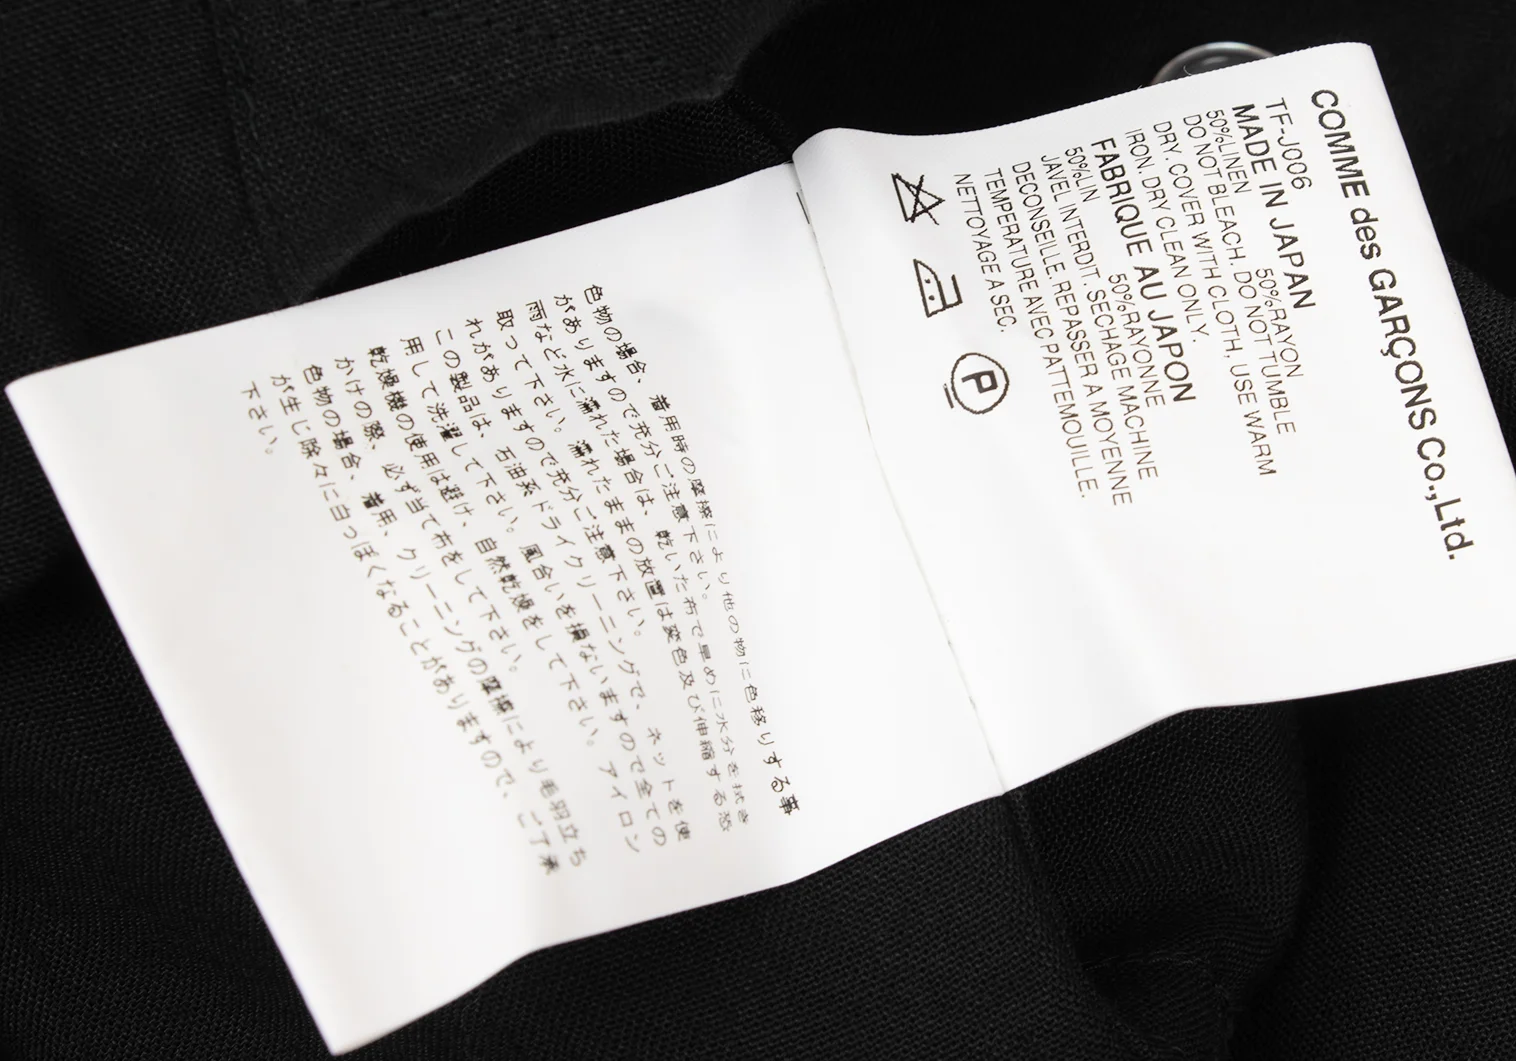 COMME des GARÇONS Co.,Ltd.
TF-J006
MADE IN JAPAN
50%LINEN 50%RAYON
DO NOT BLEACH. DO NOT TUMBLE
DRY. COVER WITH CLOTH, USE WARM
IRON. DRY CLEAN ONLY.
FABRIQUE AU JAPON
50%LIN 50%RAYONNE
JAVEL INTERDIT. SECHAGE MACHINE
DECONSEILLE. REPASSER A MOYENNE
TEMPERATURE AVEC PATTEMOUILLE.
NETTOYAGE A SEC.
P
色物の場合、着用時の摩擦により他の物に色移りする事
がありますので充分ご注意下さい。
雨など水に濡れた場合は、乾いた布で早めに水分を拭き
取って下さい。濡れたままの放置は変色及び伸縮する恐
れがありますので充分ご注意下さい。
この製品は、石油系ドライクリーニングで、ネットを使
用して洗濯して下さい。風合いを損ないますので全ての
乾燥機の使用は避け、自然乾燥をして下さい。アイロン
かけの際、必ず当て布をして下さい。
色物の場合、着用、クリーニングの摩擦により毛羽立ち
が生じ除々に白っぽくなることがありますので、ご了承
下さい。